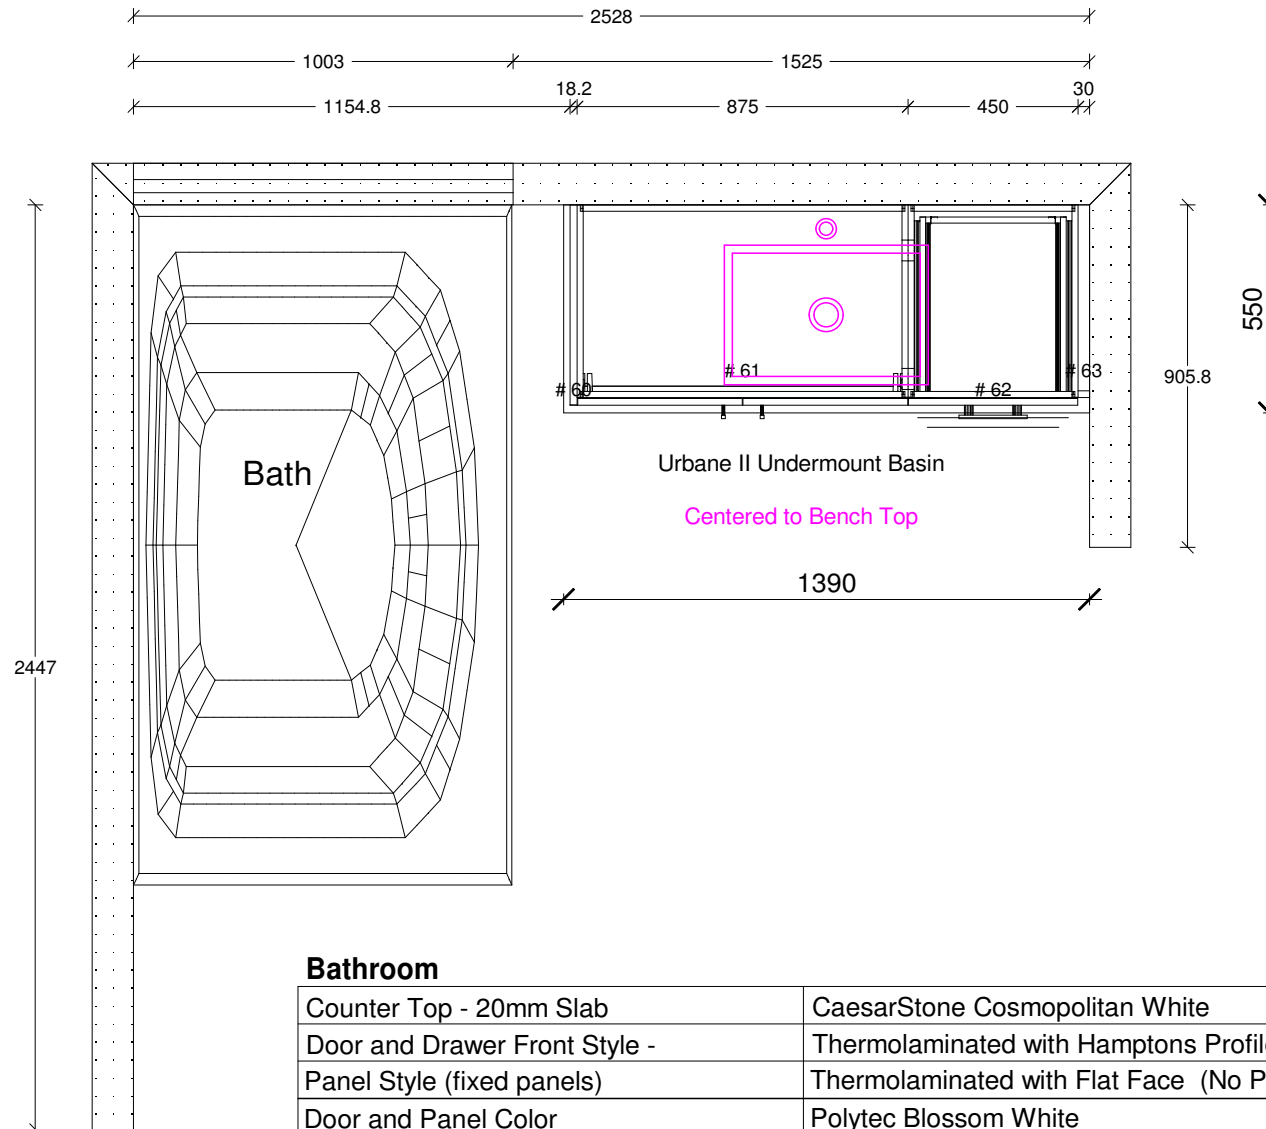 2528
1003 1525
18.2 30
1154.8 875 450
# 61 # 63
# 60 # 62
550
905.8
Urbane II Undermount Basin
Bath
Centered to Bench Top
1390
2447
Bathroom
Counter Top - 20mm Slab CaesarStone Cosmopolitan White
Door and Drawer Front Style - Thermolaminated with Hamptons Profil
Panel Style (fixed panels) Thermolaminated with Flat Face (No P
Door and Panel Color Polytec Blossom White